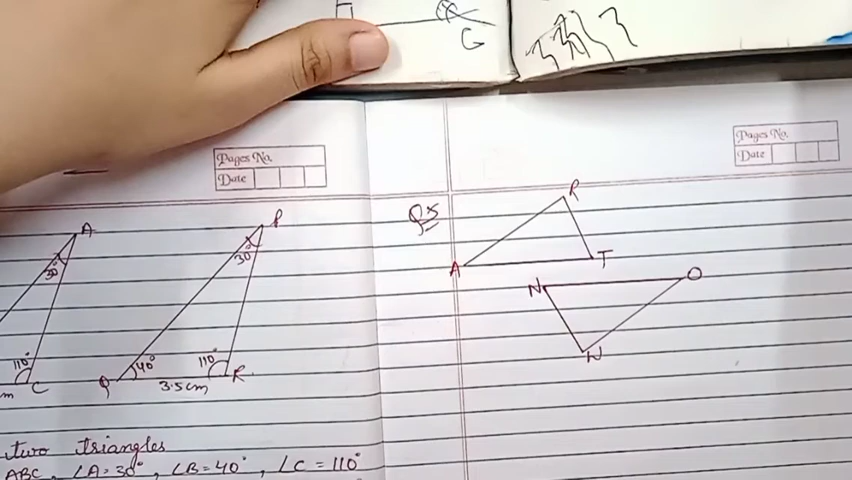 G
Pages No.
Date
Pages No.
Date
A
30°
110°
m
C
P
30°
40°
110°
Q
3.5cm
R
Q5
R
A
T
N
O
W
two triangles
ABC, ∠A=30°, ∠B=40°, ∠C=110°